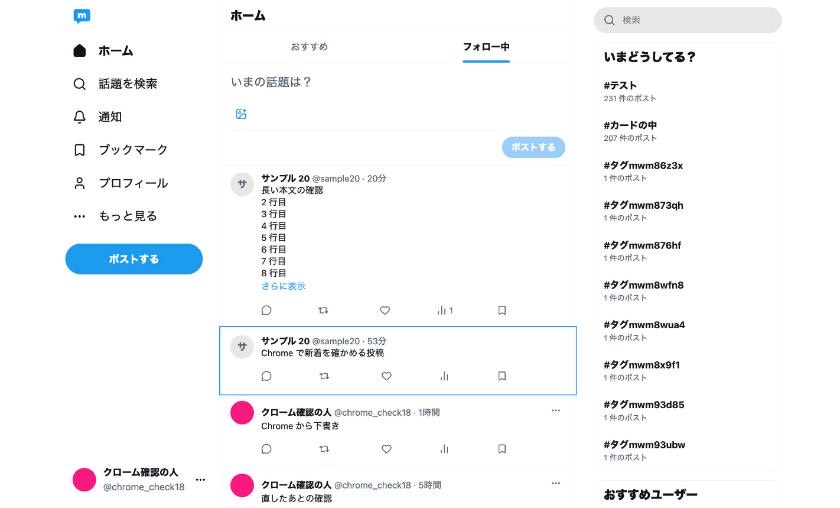 m
ホーム
話題を検索
通知
ブックマーク
プロフィール
もっと見る
ポストする
クローム確認の人
@chrome_check18
ホーム
おすすめ
フォロー中
いまの話題は？
ポストする
サ
サンプル 20 @sample20 · 20分
長い本文の確認
2 行目
3 行目
4 行目
5 行目
6 行目
7 行目
8 行目
さらに表示
1
サ
サンプル 20 @sample20 · 53分
Chrome で新着を確かめる投稿
クローム確認の人 @chrome_check18 · 1時間
Chrome から下書き
クローム確認の人 @chrome_check18 · 5時間
直したあとの確認
検索
いまどうしてる？
#テスト
231 件のポスト
#カードの中
207 件のポスト
#タグmwm86z3x
1 件のポスト
#タグmwm873qh
1 件のポスト
#タグmwm876hf
1 件のポスト
#タグmwm8wfn8
1 件のポスト
#タグmwm8wua4
1 件のポスト
#タグmwm8x9f1
1 件のポスト
#タグmwm93d85
1 件のポスト
#タグmwm93ubw
1 件のポスト
おすすめユーザー